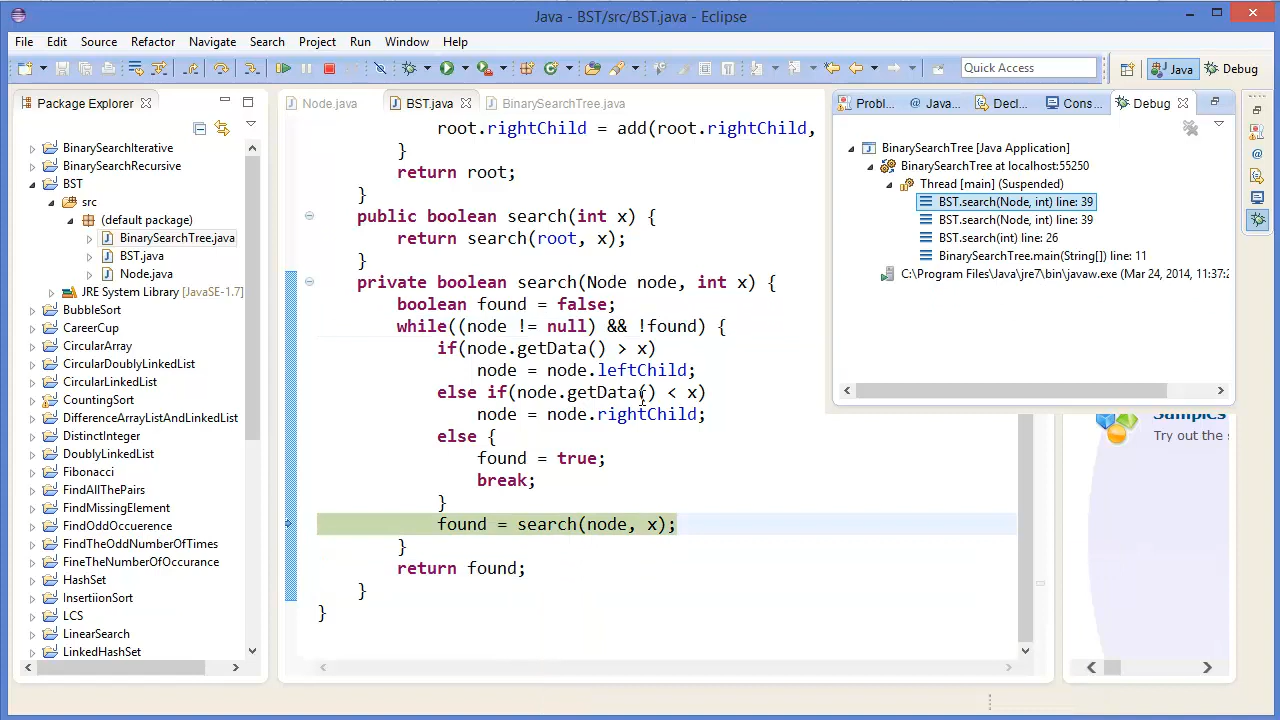 Java - BST/src/BST.java - Eclipse
File Edit Source Refactor Navigate Search Project Run Window Help
Quick Access
Java
Debug
Package Explorer
BinarySearchIterative
BinarySearchRecursive
BST
src
(default package)
BinarySearchTree.java
BST.java
Node.java
JRE System Library [JavaSE-1.7]
BubbleSort
CareerCup
CircularArray
CircularDoublyLinkedList
CircularLinkedList
CountingSort
DifferenceArrayListAndLinkedList
DistinctInteger
DoublyLinkedList
Fibonacci
FindAllThePairs
FindMissingElement
FindOddOccuerence
FindTheOddNumberOfTimes
FineTheNumberOfOccurance
HashSet
InsertiionSort
LCS
LinearSearch
LinkedHashSet
Node.java
BST.java
BinarySearchTree.java
root.rightChild = add(root.rightChild,
}
return root;
}
public boolean search(int x) {
return search(root, x);
}
private boolean search(Node node, int x) {
boolean found = false;
while((node != null) && !found) {
if(node.getData() > x)
node = node.leftChild;
else if(node.getData() < x)
node = node.rightChild;
else {
found = true;
break;
}
found = search(node, x);
}
return found;
}
}
Probl...
@ Java...
Decl...
Cons...
Debug
BinarySearchTree [Java Application]
BinarySearchTree at localhost:55250
Thread [main] (Suspended)
BST.search(Node, int) line: 39
BST.search(Node, int) line: 39
BST.search(int) line: 26
BinarySearchTree.main(String[]) line: 11
C:\Program Files\Java\jre7\bin\javaw.exe (Mar 24, 2014, 11:37:2
Samples
Try out the